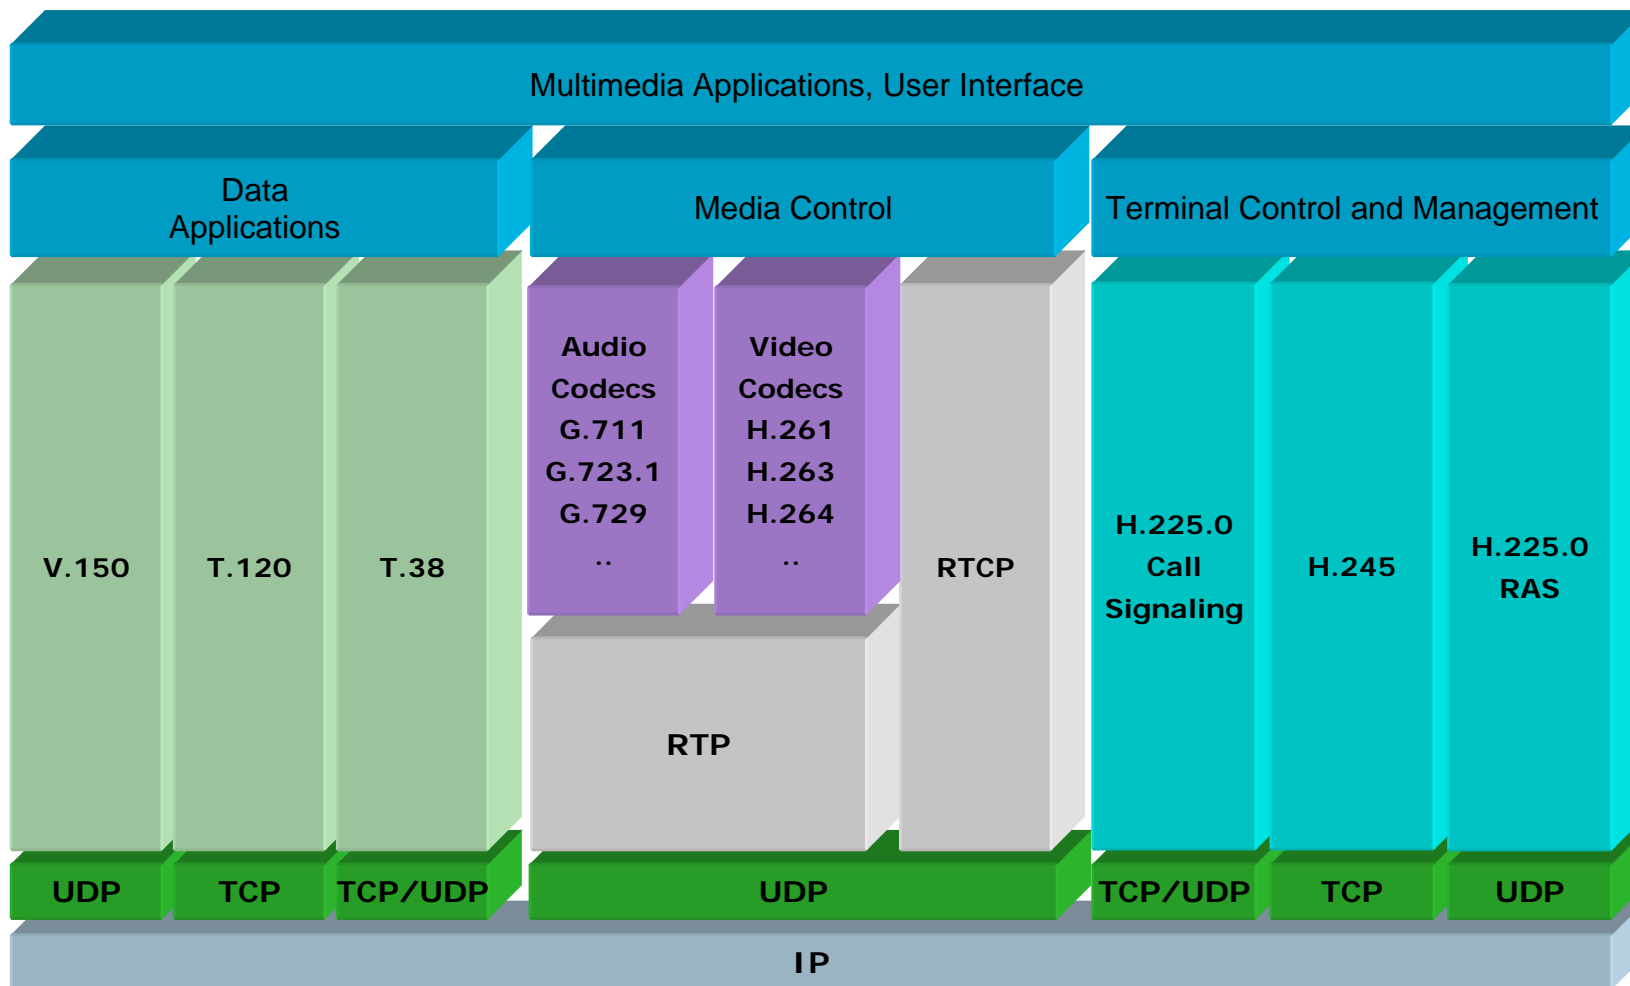 Multimedia Applications, User Interface
Data
Applications
Media Control
Terminal Control and Management
V.150
T.120
T.38
Audio
Codecs
G.711
G.723.1
G.729
..
Video
Codecs
H.261
H.263
H.264
..
RTP
RTCP
H.225.0
Call
Signaling
H.245
H.225.0
RAS
UDP
TCP
TCP/UDP
UDP
TCP/UDP
TCP
UDP
IP